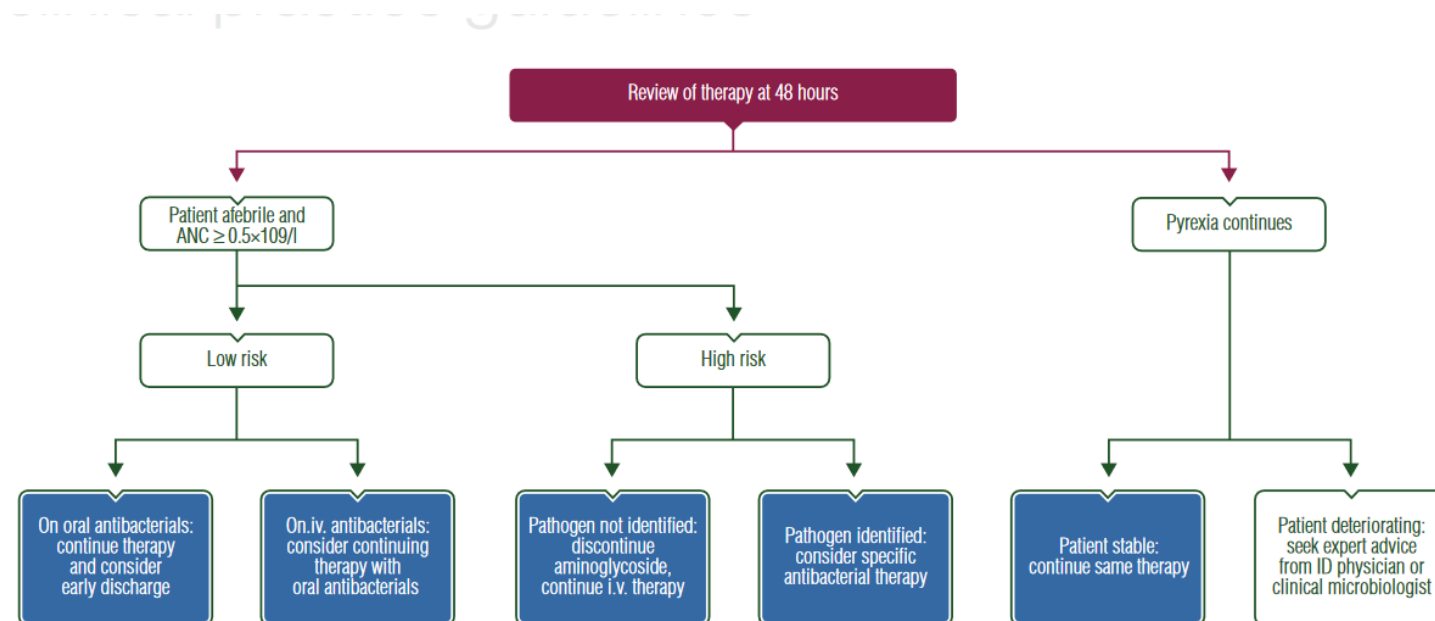 Review of therapy at 48 hours
Patient afebrile and
ANC ≥ 0.5×109/l
Pyrexia continues
Low risk
High risk
On oral antibacterials:
continue therapy
and consider
early discharge
On.iv. antibacterials:
consider continuing
therapy with
oral antibacterials
Pathogen not identified:
discontinue
aminoglycoside,
continue i.v. therapy
Pathogen identified:
consider specific
antibacterial therapy
Patient stable:
continue same therapy
Patient deteriorating:
seek expert advice
from ID physician or
clinical microbiologist